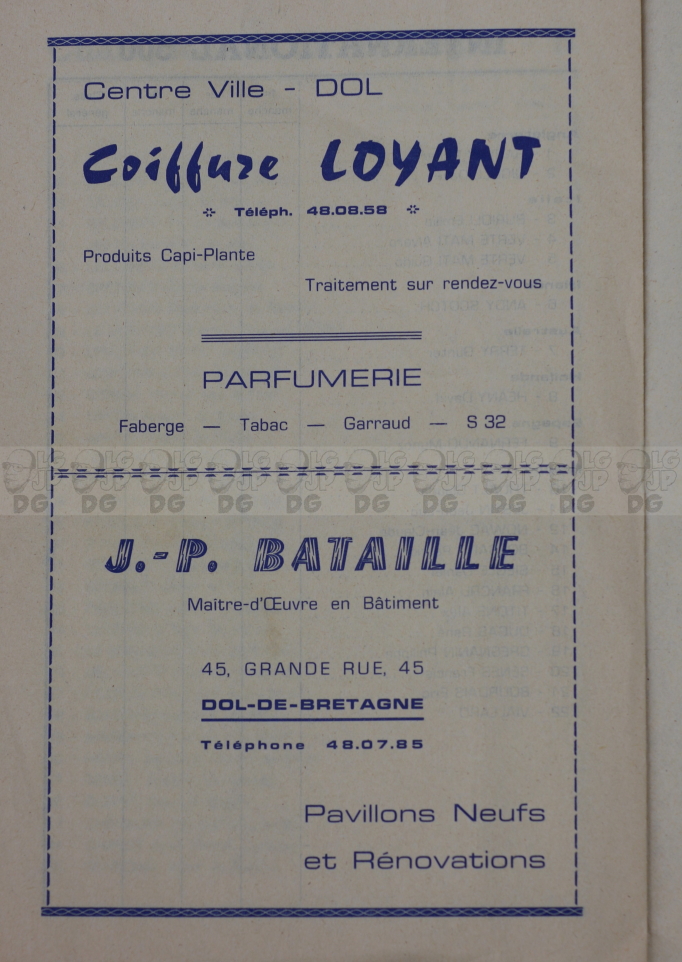 Centre Ville - DOL
Coiffure LOYANT
Téléph. 48.08.58
Produits Capi-Plante
Traitement sur rendez-vous
PARFUMERIE
Faberge — Tabac — Garraud — S 32
J.-P. BATAILLE
Maître-d'Œuvre en Bâtiment
45, GRANDE RUE, 45
DOL-DE-BRETAGNE
Téléphone 48.07.85
Pavillons Neufs
et Rénovations